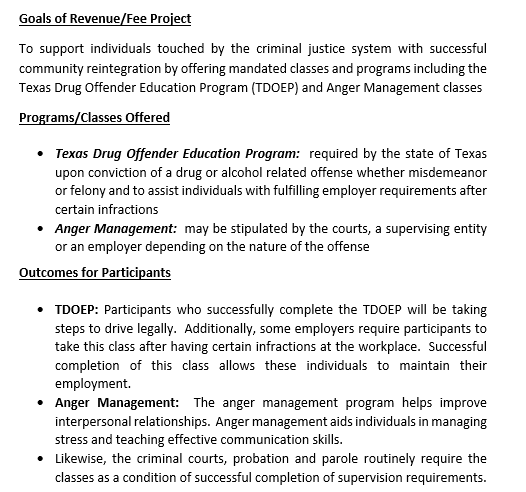 Goals of Revenue/Fee Project
To support individuals touched by the criminal justice system with successful
community reintegration by offering mandated classes and programs including the
Texas Drug Offender Education Program (TDOEP) and Anger Management classes
Programs/Classes Offered
• Texas Drug Offender Education Program: required by the state of Texas
upon conviction of a drug or alcohol related offense whether misdemeanor
or felony and to assist individuals with fulfilling employer requirements after
certain infractions
• Anger Management: may be stipulated by the courts, a supervising entity
or an employer depending on the nature of the offense
Outcomes for Participants
• TDOEP: Participants who successfully complete the TDOEP will be taking
steps to drive legally. Additionally, some employers require participants to
take this class after having certain infractions at the workplace. Successful
completion of this class allows these individuals to maintain their
employment.
• Anger Management: The anger management program helps improve
interpersonal relationships. Anger management aids individuals in managing
stress and teaching effective communication skills.
• Likewise, the criminal courts, probation and parole routinely require the
classes as a condition of successful completion of supervision requirements.